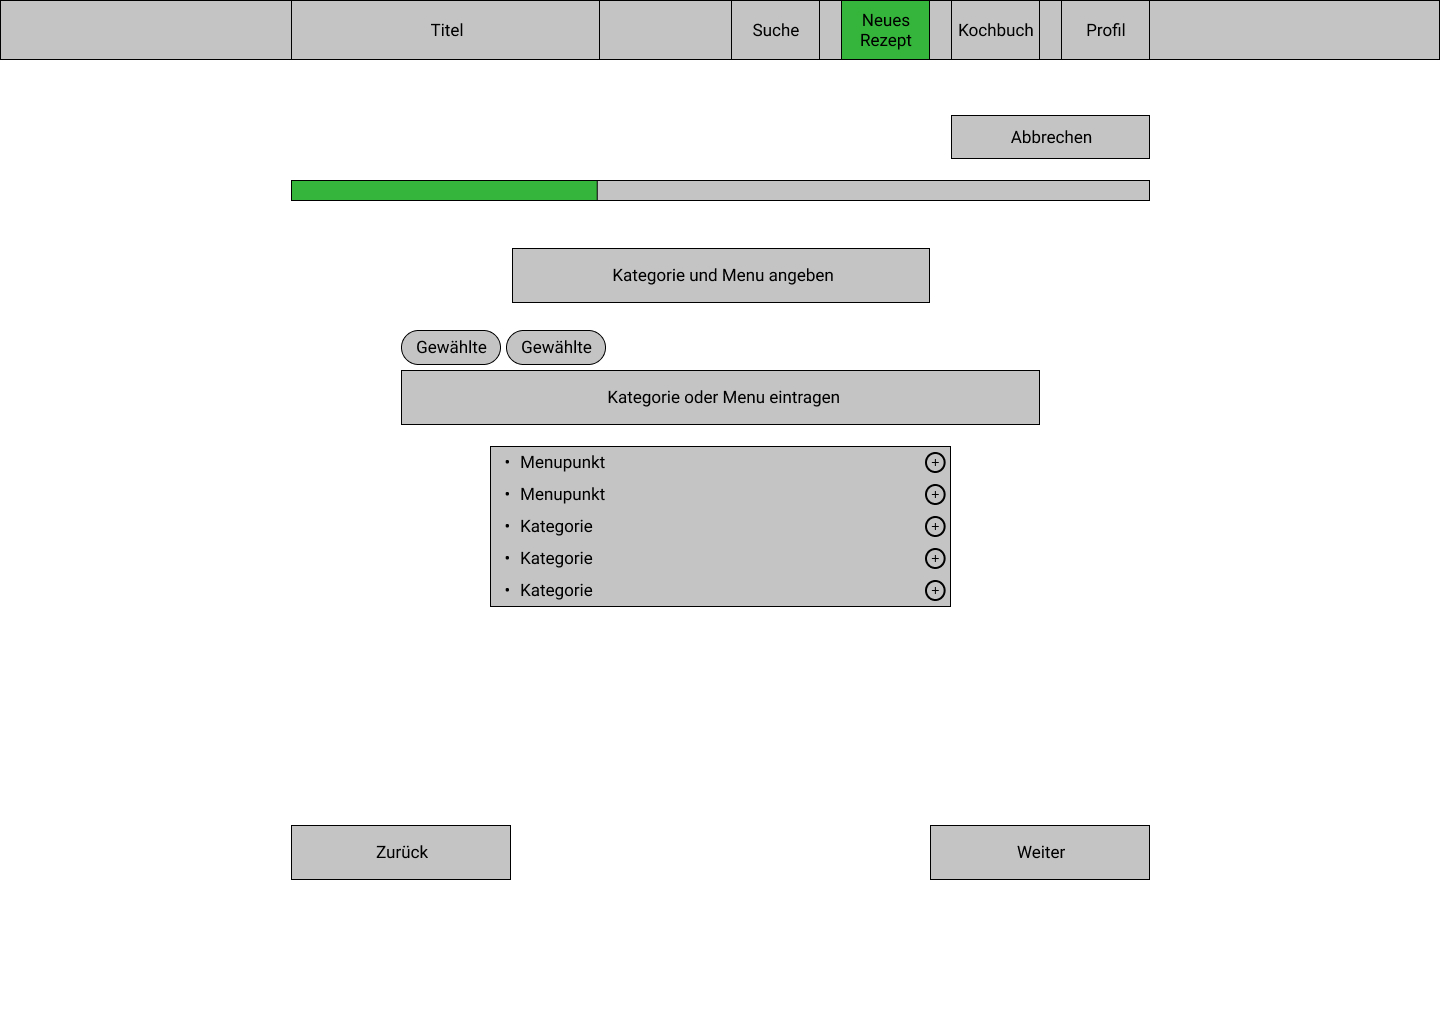 Titel
Suche
Neues
Rezept
Kochbuch
Profil
Abbrechen
Kategorie und Menu angeben
Gewählte
Gewählte
Kategorie oder Menu eintragen
• Menupunkt +
• Menupunkt +
• Kategorie +
• Kategorie +
• Kategorie +
Zurück
Weiter